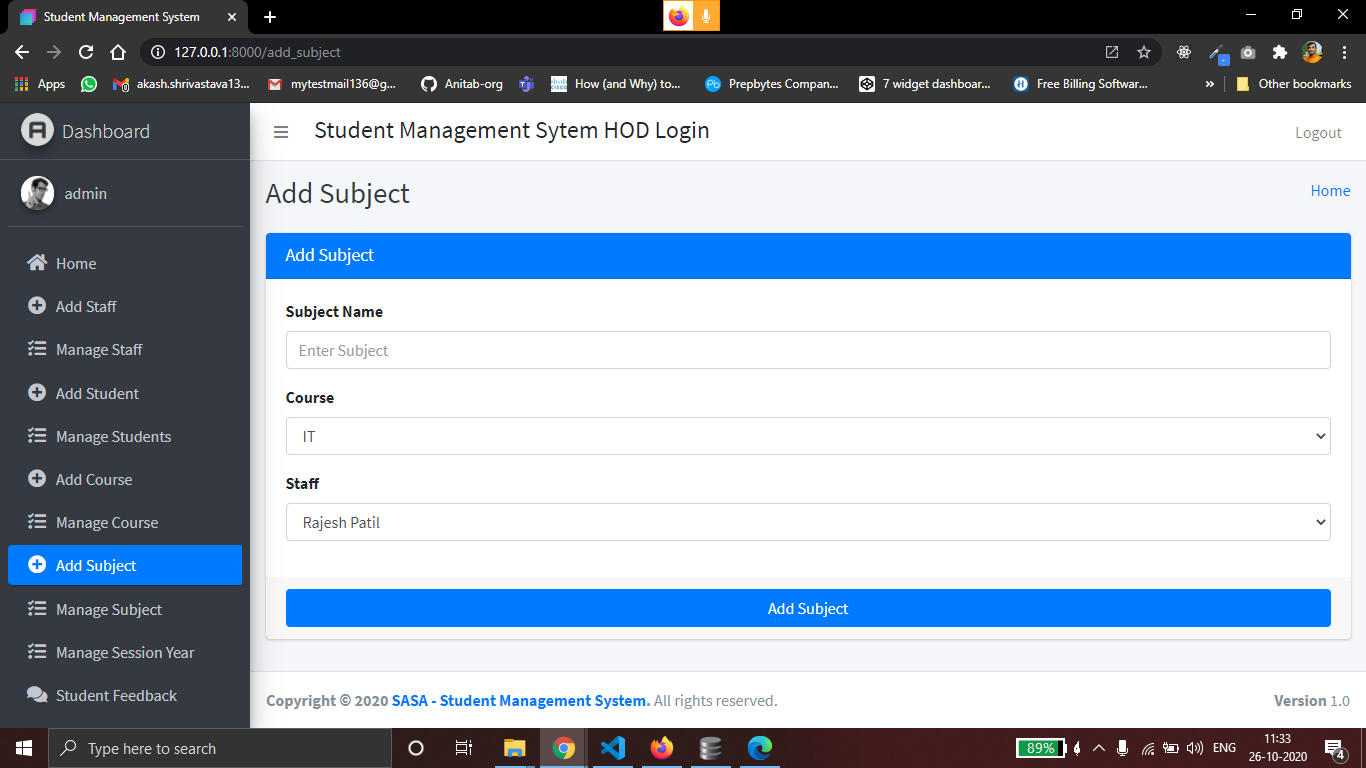 Student Management System
127.0.0.1:8000/add_subject
Apps
akash.shrivastava13...
mytestmail136@g...
Anitab-org
How (and Why) to...
Prepbytes Compan...
7 widget dashboar...
Free Billing Softwar...
»
Other bookmarks
Dashboard
Student Management Sytem HOD Login
Logout
admin
Add Subject
Home
Home
Add Staff
Manage Staff
Add Student
Manage Students
Add Course
Manage Course
Add Subject
Manage Subject
Manage Session Year
Student Feedback
Add Subject
Subject Name
Enter Subject
Course
IT
Staff
Rajesh Patil
Add Subject
Copyright © 2020 SASA - Student Management System. All rights reserved.
Version 1.0
Type here to search
89%
ENG
11:33
26-10-2020
4